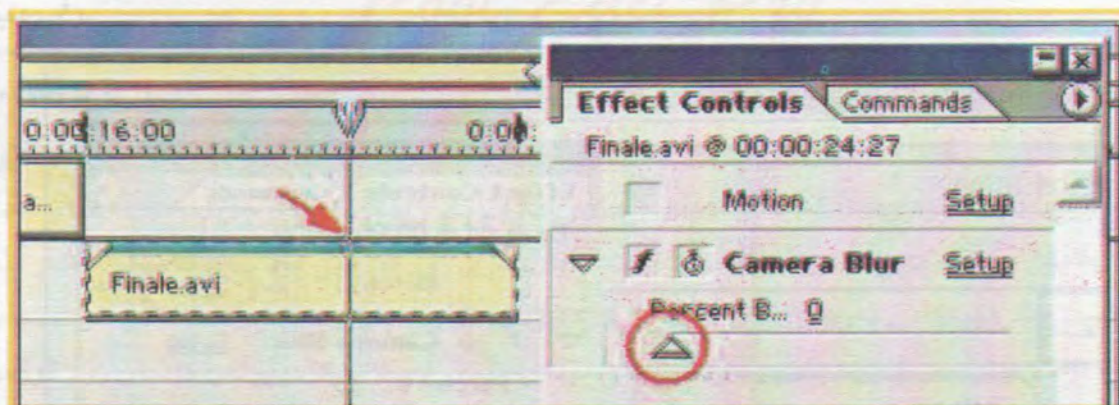 0:00:16:00
0:00:
a...
Finale.avi
Effect Controls Commands
Finale.avi @ 00:00:24:27
Motion Setup
f Camera Blur Setup
Percent B... 0